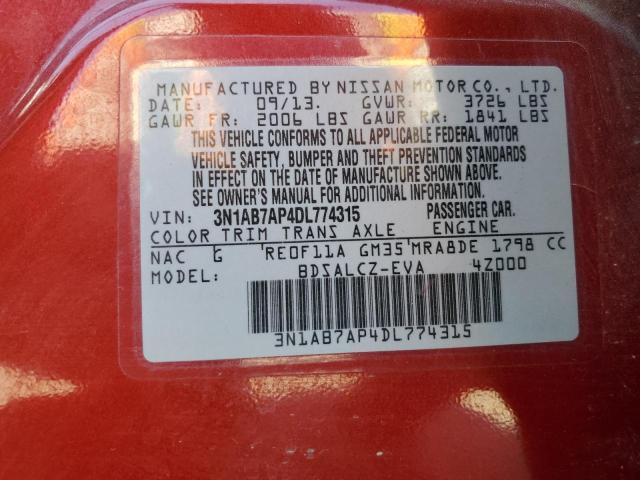 MANUFACTURED BY NISSAN MOTOR CO., LTD.
DATE: 09/13. GVWR: 3726 LBS
GAWR FR: 2006 LBS GAWR RR: 1841 LBS
THIS VEHICLE CONFORMS TO ALL APPLICABLE FEDERAL MOTOR
VEHICLE SAFETY, BUMPER AND THEFT PREVENTION STANDARDS
IN EFFECT ON THE DATE OF MANUFACTURE SHOWN ABOVE.
SEE OWNER'S MANUAL FOR ADDITIONAL INFORMATION.
VIN: 3N1AB7AP4DL774315 PASSENGER CAR.
COLOR TRIM TRANS AXLE ENGINE
NAC G RE0F11A GM35 MRA8DE 1798 CC
MODEL: BDSALCZ-EVA 4Z000
3N1AB7AP4DL774315